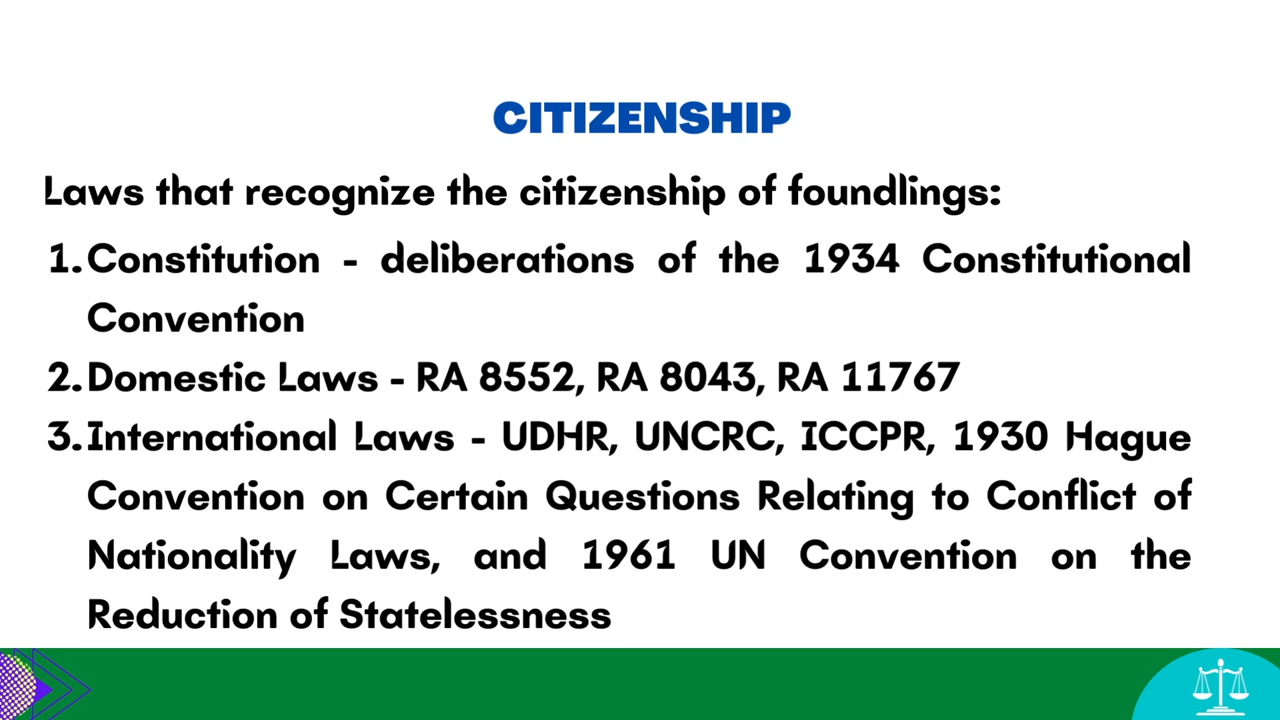 CITIZENSHIP
Laws that recognize the citizenship of foundlings:
1. Constitution - deliberations of the 1934 Constitutional
Convention
2. Domestic Laws - RA 8552, RA 8043, RA 11767
3. International Laws - UDHR, UNCRC, ICCPR, 1930 Hague
Convention on Certain Questions Relating to Conflict of
Nationality Laws, and 1961 UN Convention on the
Reduction of Statelessness